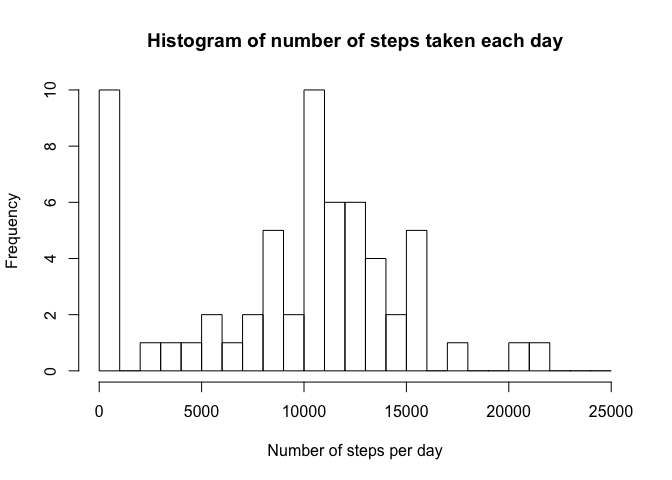 Histogram of number of steps taken each day
Frequency
10
8
6
4
2
0
0 5000 10000 15000 20000 25000
Number of steps per day